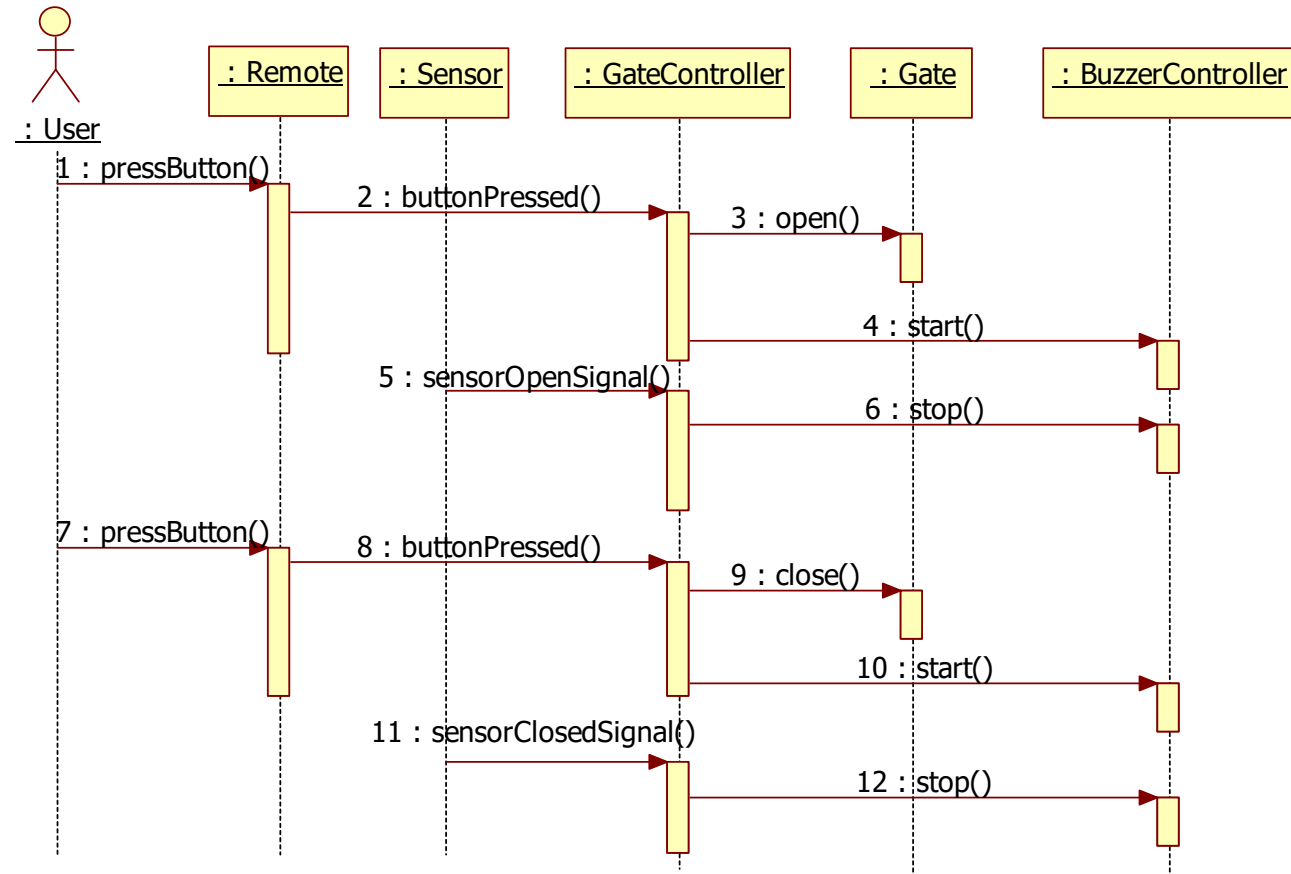 : Remote
: Sensor
: GateController
: Gate
: BuzzerController
: User
1 : pressButton()
2 : buttonPressed()
3 : open()
4 : start()
5 : sensorOpenSignal()
6 : stop()
7 : pressButton()
8 : buttonPressed()
9 : close()
10 : start()
11 : sensorClosedSignal()
12 : stop()